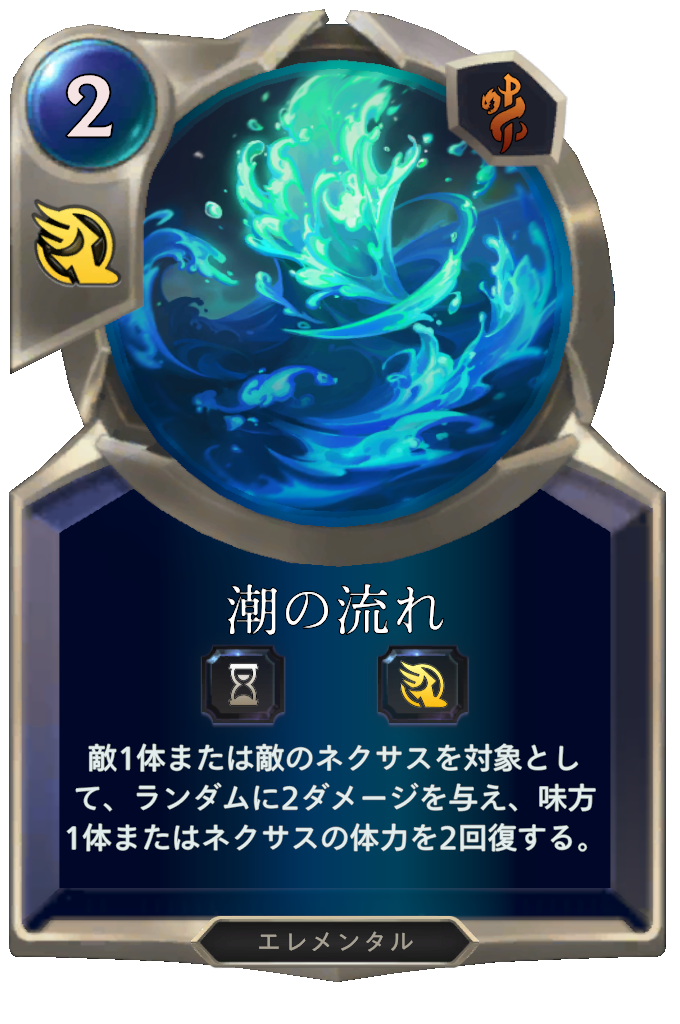 2
潮の流れ
敵1体または敵のネクサスを対象とし
て、ランダムに2ダメージを与え、味方
1体またはネクサスの体力を2回復する。
エレメンタル